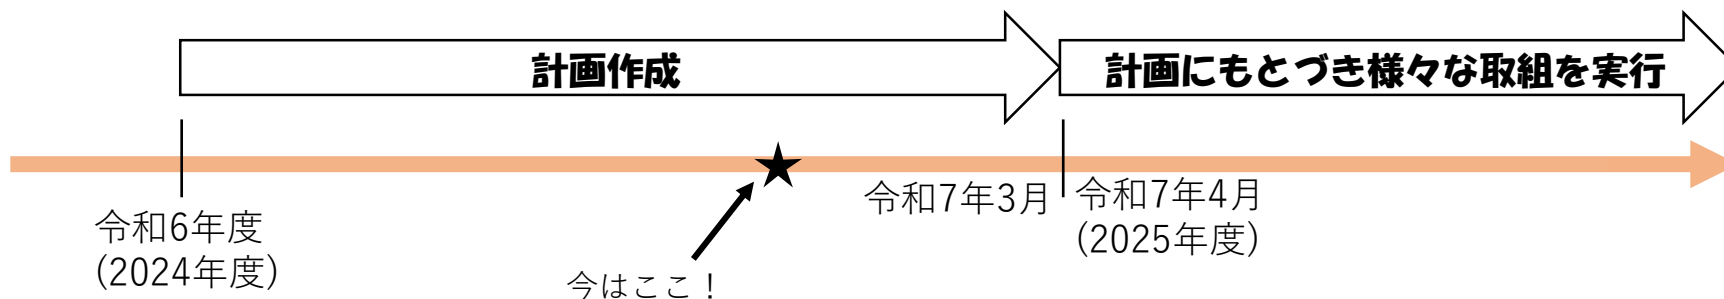 計画作成
計画にもとづき様々な取組を実行
令和7年3月
令和7年4月
(2025年度)
令和6年度
(2024年度)
今はここ！